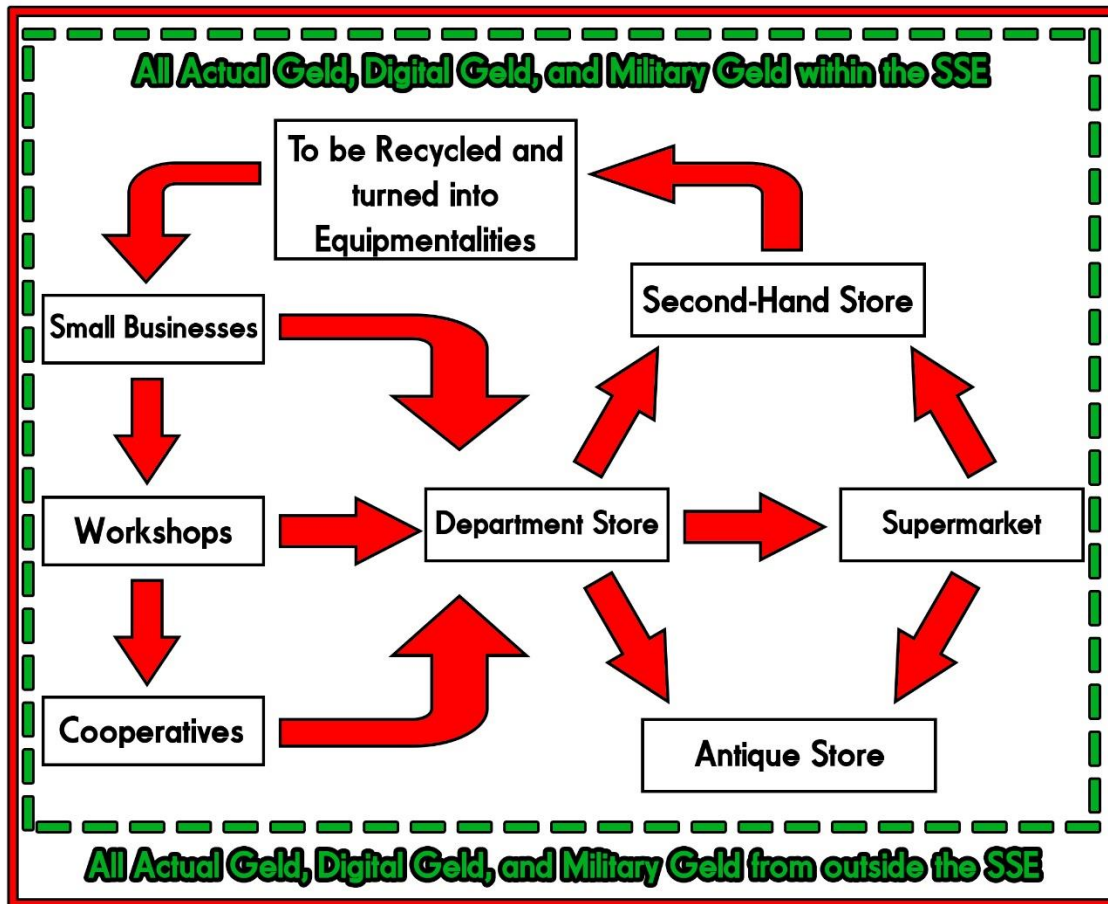 All Actual Geld, Digital Geld, and Military Geld within the SSE
To be Recycled and
turned into
Equipmentalities
Second-Hand Store
Small Businesses
Workshops
Department Store
Supermarket
Cooperatives
Antique Store
All Actual Geld, Digital Geld, and Military Geld from outside the SSE